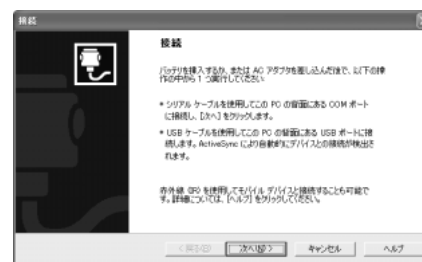 接続
接続
バッテリを挿入するか、または AC アダプタを差し込んだ後で、以下の操
作の中から 1 つ実行してください:
• シリアル ケーブルを使用してこの PC の背面にある COM ポート
に接続し、[次へ] をクリックします。
• USB ケーブルを使用してこの PC の背面にある USB ポートに接
続します。ActiveSync により自動的にデバイスとの接続が検出さ
れます。
赤外線 (IR) を使用してモバイル デバイスと接続することも可能で
す。詳細については、[ヘルプ] をクリックしてください。
< 戻る(B) 次へ(N) > キャンセル ヘルプ